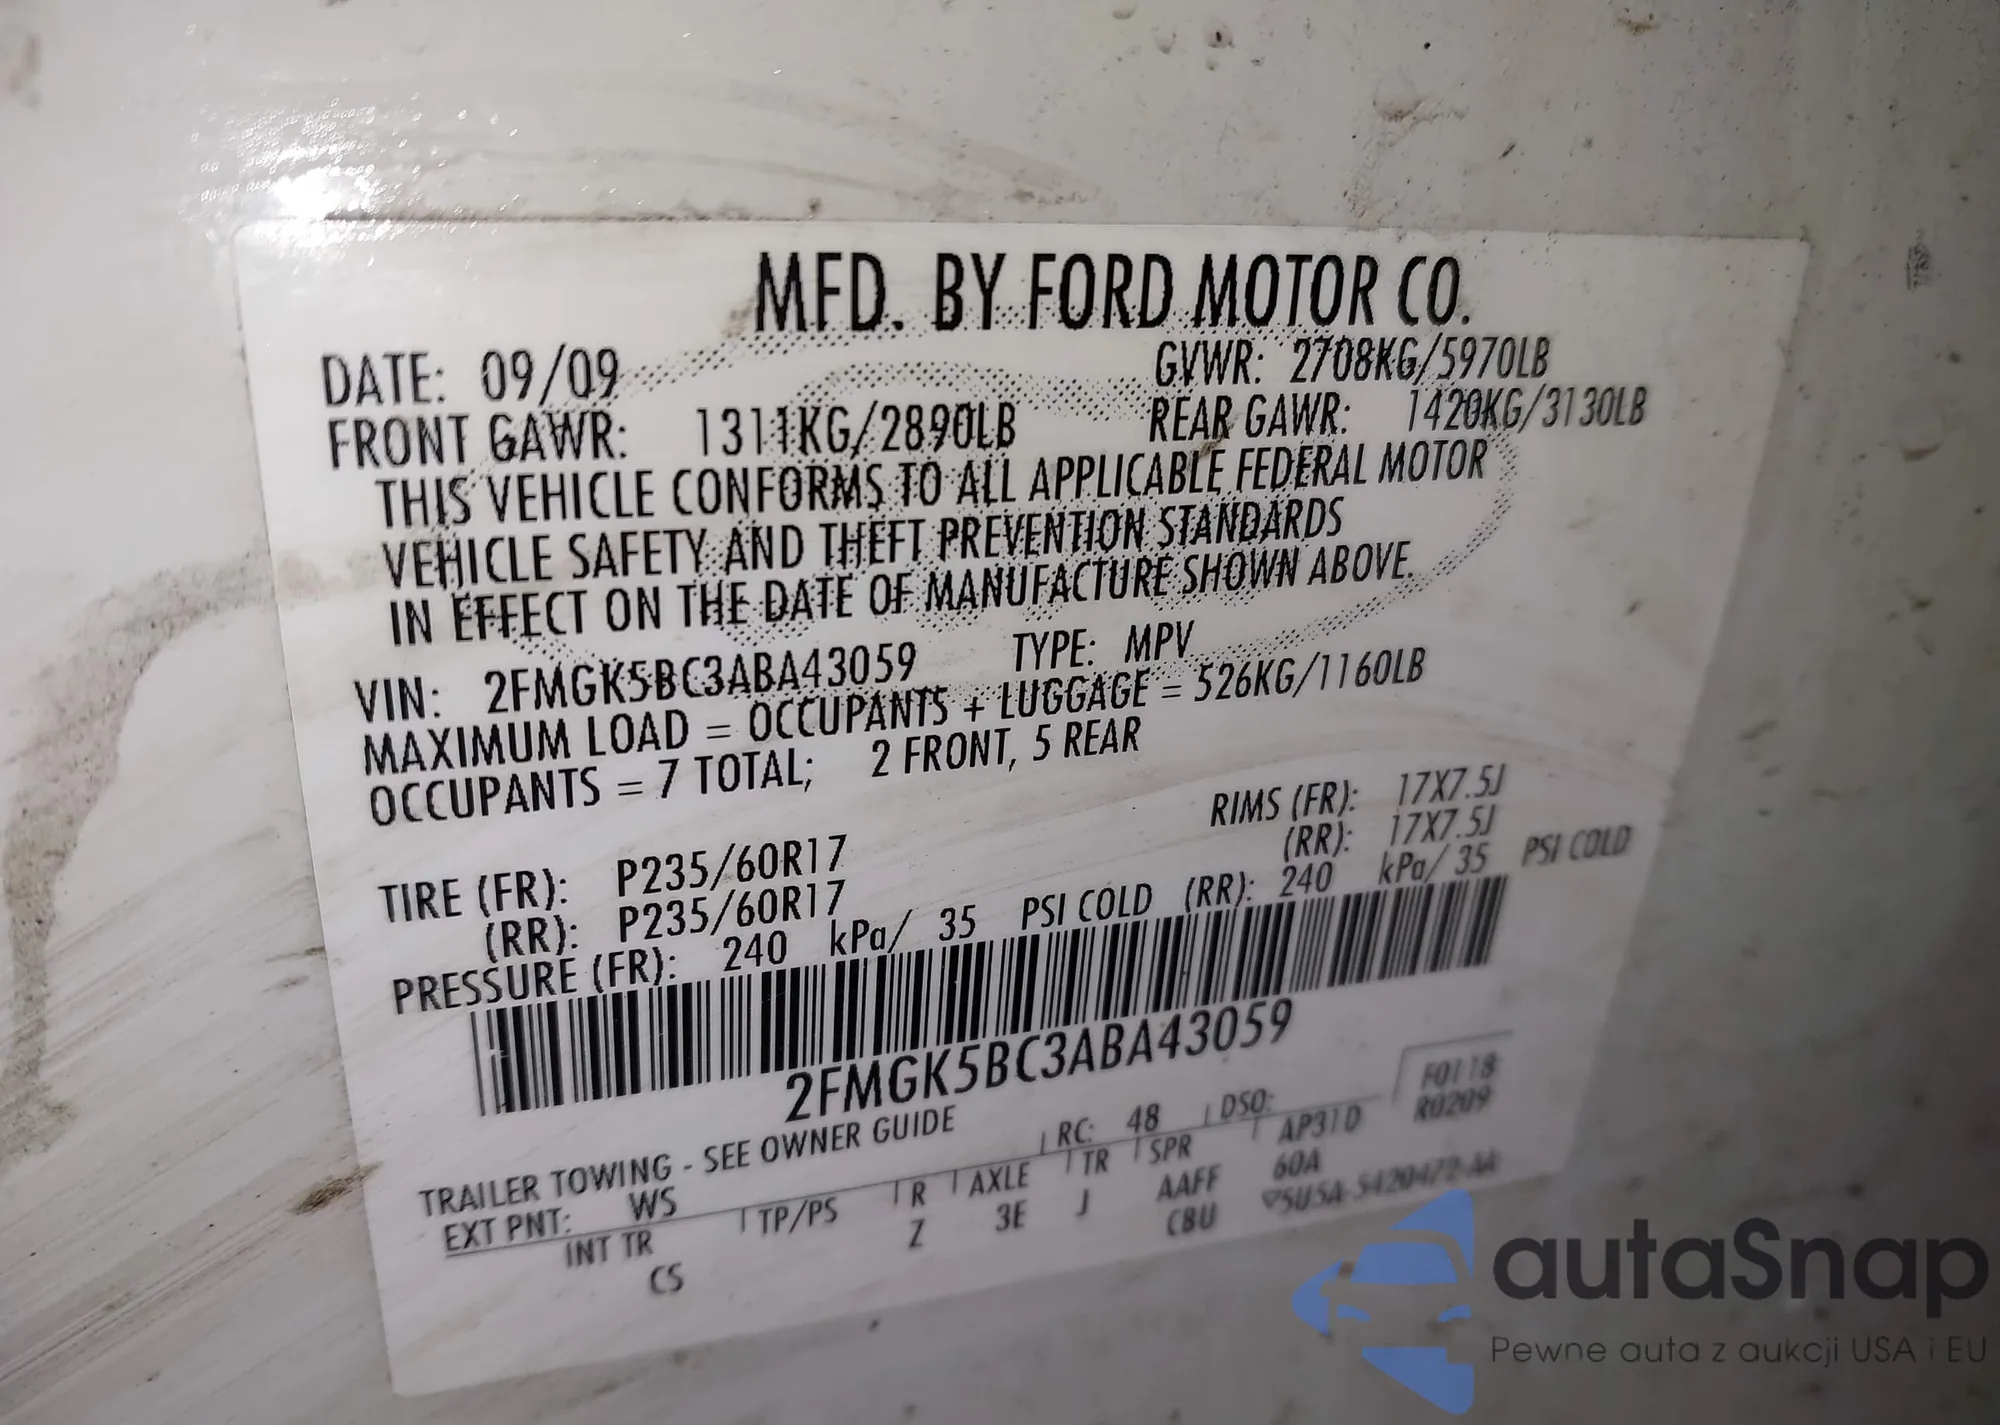 MFD. BY FORD MOTOR CO.
DATE: 09/09 GVWR: 2708KG/5970LB
FRONT GAWR: 1311KG/2890LB REAR GAWR: 1420KG/3130LB
THIS VEHICLE CONFORMS TO ALL APPLICABLE FEDERAL MOTOR
VEHICLE SAFETY AND THEFT PREVENTION STANDARDS
IN EFFECT ON THE DATE OF MANUFACTURE SHOWN ABOVE.
VIN: 2FMGK5BC3ABA43059 TYPE: MPV
MAXIMUM LOAD = OCCUPANTS + LUGGAGE = 526KG/1160LB
OCCUPANTS = 7 TOTAL; 2 FRONT, 5 REAR
TIRE (FR): P235/60R17 RIMS (FR): 17X7.5J
(RR): P235/60R17 (RR): 17X7.5J
PRESSURE (FR): 240 kPa/ 35 PSI COLD (RR): 240 kPa/ 35 PSI COLD
2FMGK5BC3ABA43059
F0118
R0209
TRAILER TOWING - SEE OWNER GUIDE
EXT PNT: WS RC: 48 DSO: AP31D
INT TR TP/PS R AXLE TR SPR 60A
CS Z 3E J AAFF
CBU
autaSnap
Pewne auta z aukcji USA i EU